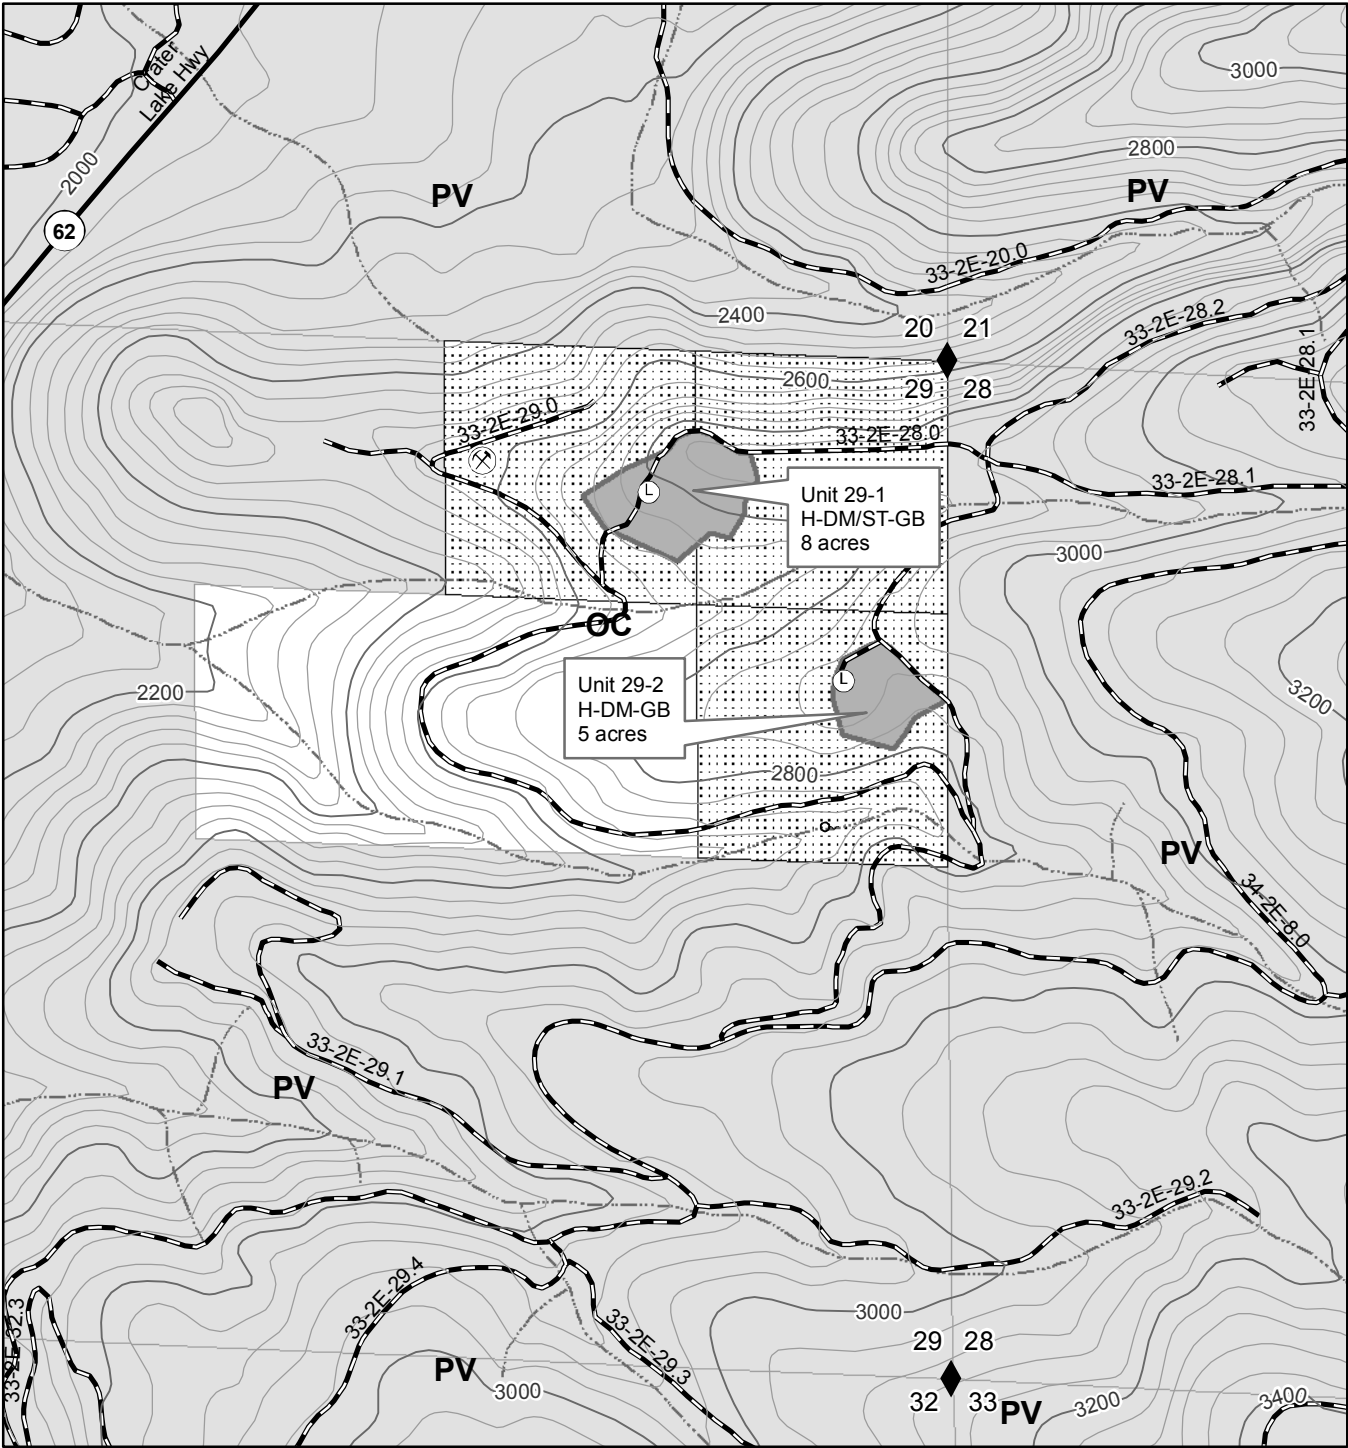 3000
Crater
Lake Hwy
2800
2000
PV
PV
62
33-2E-20.0
2400
33-2E-28.2
20 21
29 28
33-2E-28.1
2600
33-2E-29.0
33-2E-28.0
33-2E-28.1
L
Unit 29-1
H-DM/ST-GB
8 acres
3000
OC
Unit 29-2
H-DM-GB
5 acres
L
2200
3200
2800
PV
34-2E-8.0
33-2E-29.1
PV
33-2E-29.2
33-2E-29.4
33-2E-32.3
3000
33-2E-29.3
29 28
32 33
PV
3000
PV
3200
3400